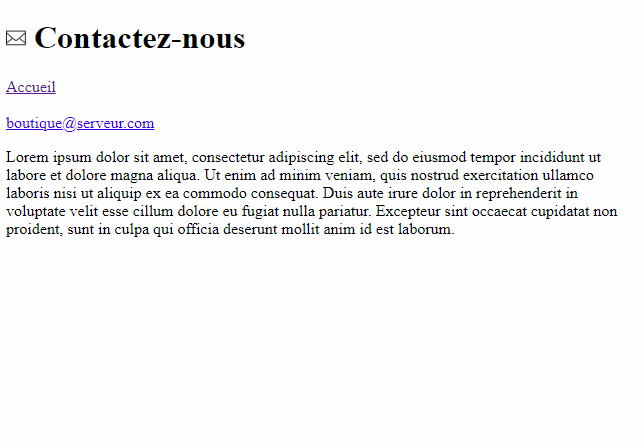 ✉ Contactez-nous
Accueil
boutique@serveur.com
Lorem ipsum dolor sit amet, consectetur adipiscing elit, sed do eiusmod tempor incididunt ut
labore et dolore magna aliqua. Ut enim ad minim veniam, quis nostrud exercitation ullamco
laboris nisi ut aliquip ex ea commodo consequat. Duis aute irure dolor in reprehenderit in
voluptate velit esse cillum dolore eu fugiat nulla pariatur. Excepteur sint occaecat cupidatat non
proident, sunt in culpa qui officia deserunt mollit anim id est laborum.